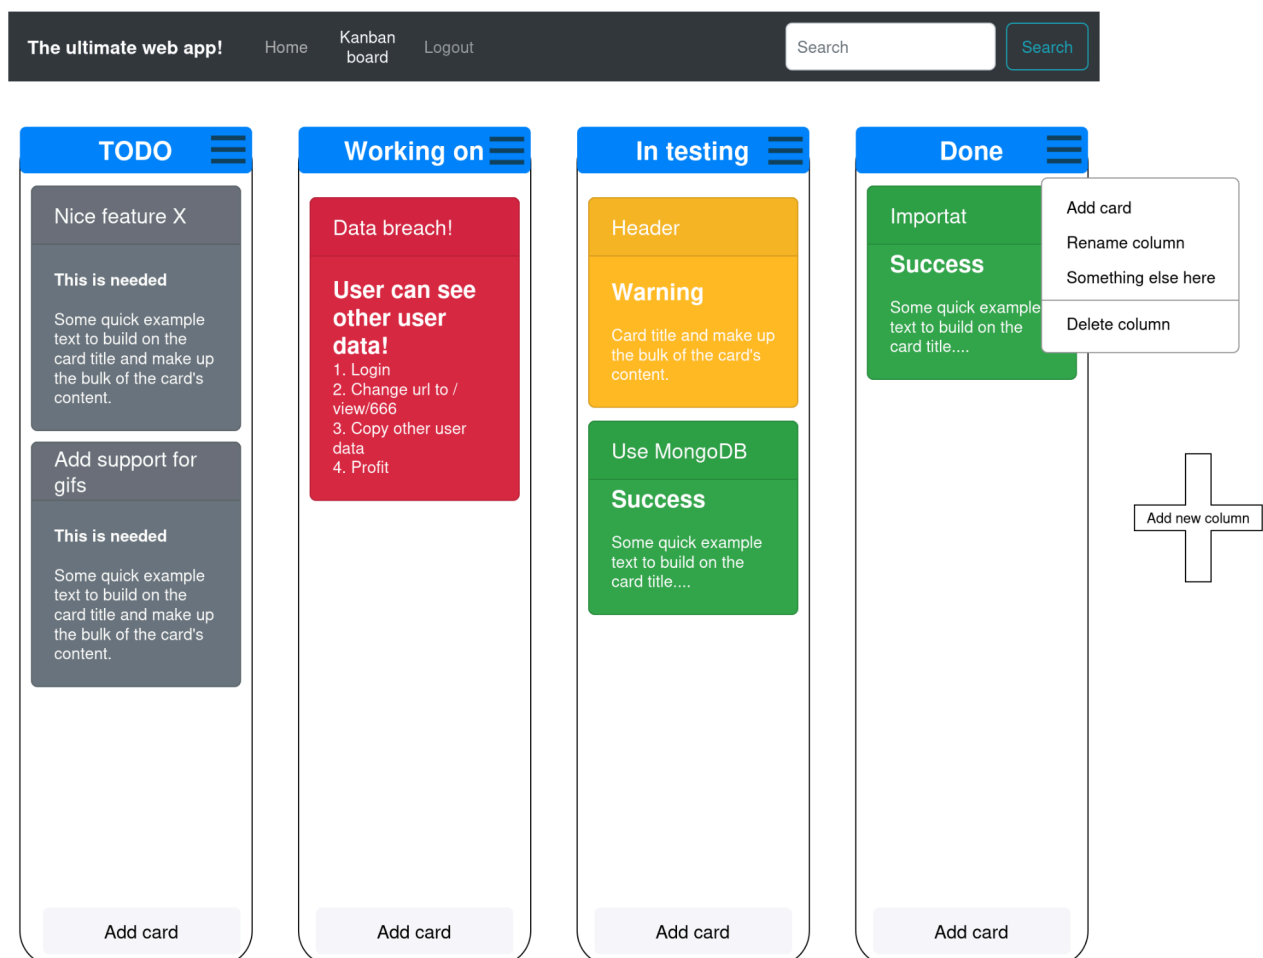 The ultimate web app!
Home
Kanban
board
Logout
Search
Search
TODO
Nice feature X
This is needed
Some quick example
text to build on the
card title and make up
the bulk of the card's
content.
Add support for
gifs
This is needed
Some quick example
text to build on the
card title and make up
the bulk of the card's
content.
Add card
Working on
Data breach!
User can see
other user
data!
1. Login
2. Change url to /
view/666
3. Copy other user
data
4. Profit
Add card
In testing
Header
Warning
Card title and make up
the bulk of the card's
content.
Use MongoDB
Success
Some quick example
text to build on the
card title....
Add card
Done
Importat
Success
Some quick example
text to build on the
card title....
Add card
Add card
Rename column
Something else here
Delete column
Add new column